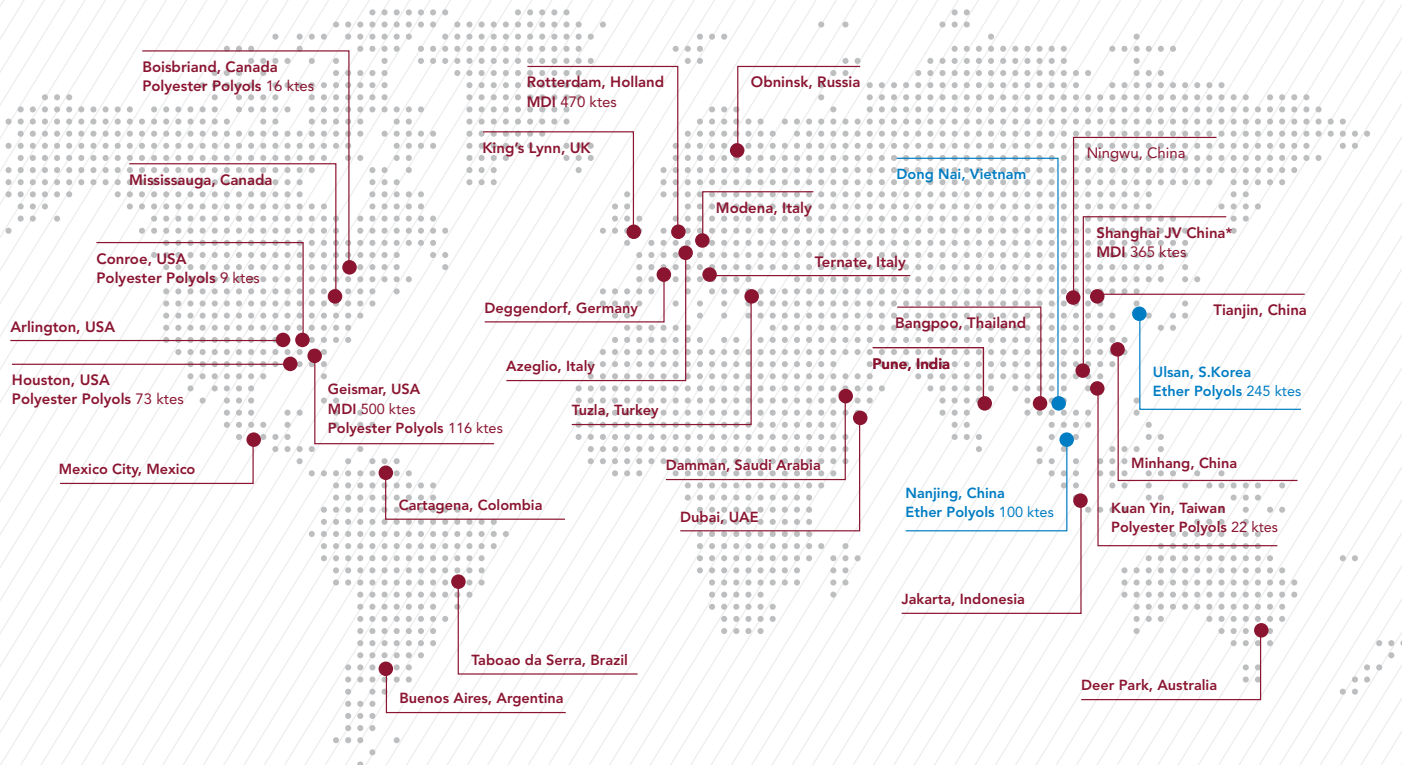 Boisbriand, Canada
Polyester Polyols 16 ktes
Mississauga, Canada
Conroe, USA
Polyester Polyols 9 ktes
Arlington, USA
Houston, USA
Polyester Polyols 73 ktes
Geismar, USA
MDI 500 ktes
Polyester Polyols 116 ktes
Mexico City, Mexico
Cartagena, Colombia
Taboao da Serra, Brazil
Buenos Aires, Argentina
Rotterdam, Holland
MDI 470 ktes
King's Lynn, UK
Obninsk, Russia
Modena, Italy
Ternate, Italy
Deggendorf, Germany
Azeglio, Italy
Tuzla, Turkey
Damman, Saudi Arabia
Dubai, UAE
Dong Nai, Vietnam
Bangpoo, Thailand
Pune, India
Nanjing, China
Ether Polyols 100 ktes
Jakarta, Indonesia
Ningwu, China
Shanghai JV China*
MDI 365 ktes
Tianjin, China
Ulsan, S.Korea
Ether Polyols 245 ktes
Minhang, China
Kuan Yin, Taiwan
Polyester Polyols 22 ktes
Deer Park, Australia